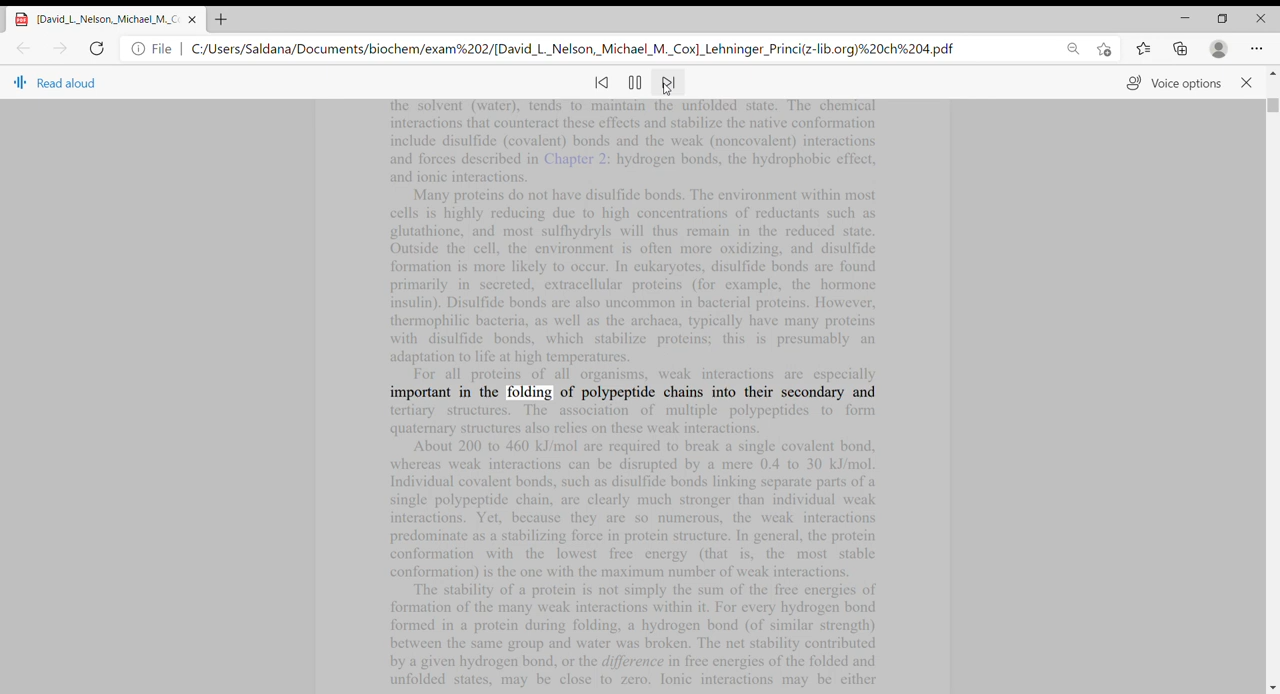 [David_L._Nelson,_Michael_M._C
File
C:/Users/Saldana/Documents/biochem/exam%202/[David_L._Nelson,_Michael_M._Cox]_Lehninger_Princi(z-lib.org)%20ch%204.pdf
Read aloud
Voice options
the solvent (water), tends to maintain the unfolded state. The chemical
interactions that counteract these effects and stabilize the native conformation
include disulfide (covalent) bonds and the weak (noncovalent) interactions
and forces described in Chapter 2: hydrogen bonds, the hydrophobic effect,
and ionic interactions.
Many proteins do not have disulfide bonds. The environment within most
cells is highly reducing due to high concentrations of reductants such as
glutathione, and most sulfhydryls will thus remain in the reduced state.
Outside the cell, the environment is often more oxidizing, and disulfide
formation is more likely to occur. In eukaryotes, disulfide bonds are found
primarily in secreted, extracellular proteins (for example, the hormone
insulin). Disulfide bonds are also uncommon in bacterial proteins. However,
thermophilic bacteria, as well as the archaea, typically have many proteins
with disulfide bonds, which stabilize proteins; this is presumably an
adaptation to life at high temperatures.
For all proteins of all organisms, weak interactions are especially
important in the folding of polypeptide chains into their secondary and
tertiary structures. The association of multiple polypeptides to form
quaternary structures also relies on these weak interactions.
About 200 to 460 kJ/mol are required to break a single covalent bond,
whereas weak interactions can be disrupted by a mere 0.4 to 30 kJ/mol.
Individual covalent bonds, such as disulfide bonds linking separate parts of a
single polypeptide chain, are clearly much stronger than individual weak
interactions. Yet, because they are so numerous, the weak interactions
predominate as a stabilizing force in protein structure. In general, the protein
conformation with the lowest free energy (that is, the most stable
conformation) is the one with the maximum number of weak interactions.
The stability of a protein is not simply the sum of the free energies of
formation of the many weak interactions within it. For every hydrogen bond
formed in a protein during folding, a hydrogen bond (of similar strength)
between the same group and water was broken. The net stability contributed
by a given hydrogen bond, or the difference in free energies of the folded and
unfolded states, may be close to zero. Ionic interactions may be either